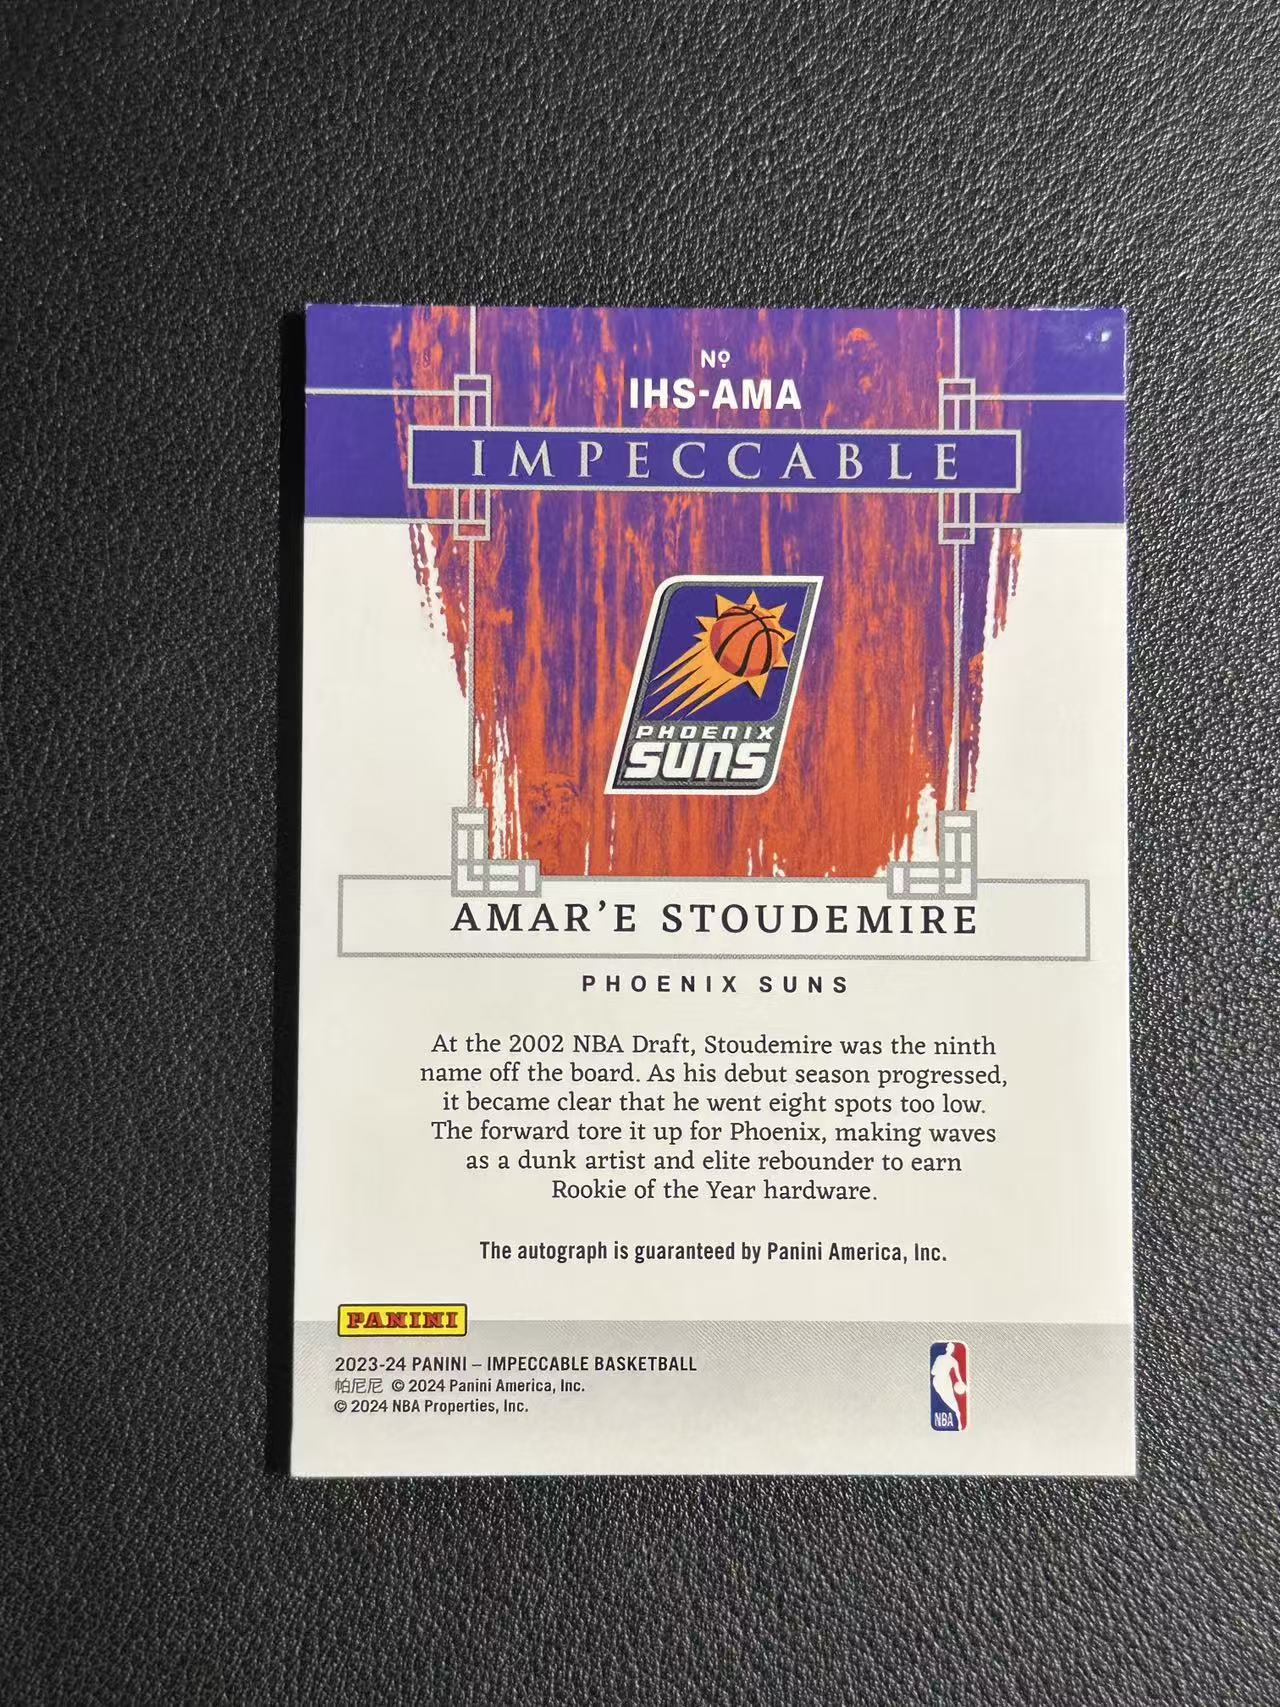 Nº
IHS-AMA
IMPECCABLE
PHOENIX
SUNS
AMAR'E STOUDEMIRE
PHOENIX SUNS
At the 2002 NBA Draft, Stoudemire was the ninth
name off the board. As his debut season progressed,
it became clear that he went eight spots too low.
The forward tore it up for Phoenix, making waves
as a dunk artist and elite rebounder to earn
Rookie of the Year hardware.
The autograph is guaranteed by Panini America, Inc.
PANINI
2023-24 PANINI – IMPECCABLE BASKETBALL
帕尼尼 © 2024 Panini America, Inc.
© 2024 NBA Properties, Inc.
NBA